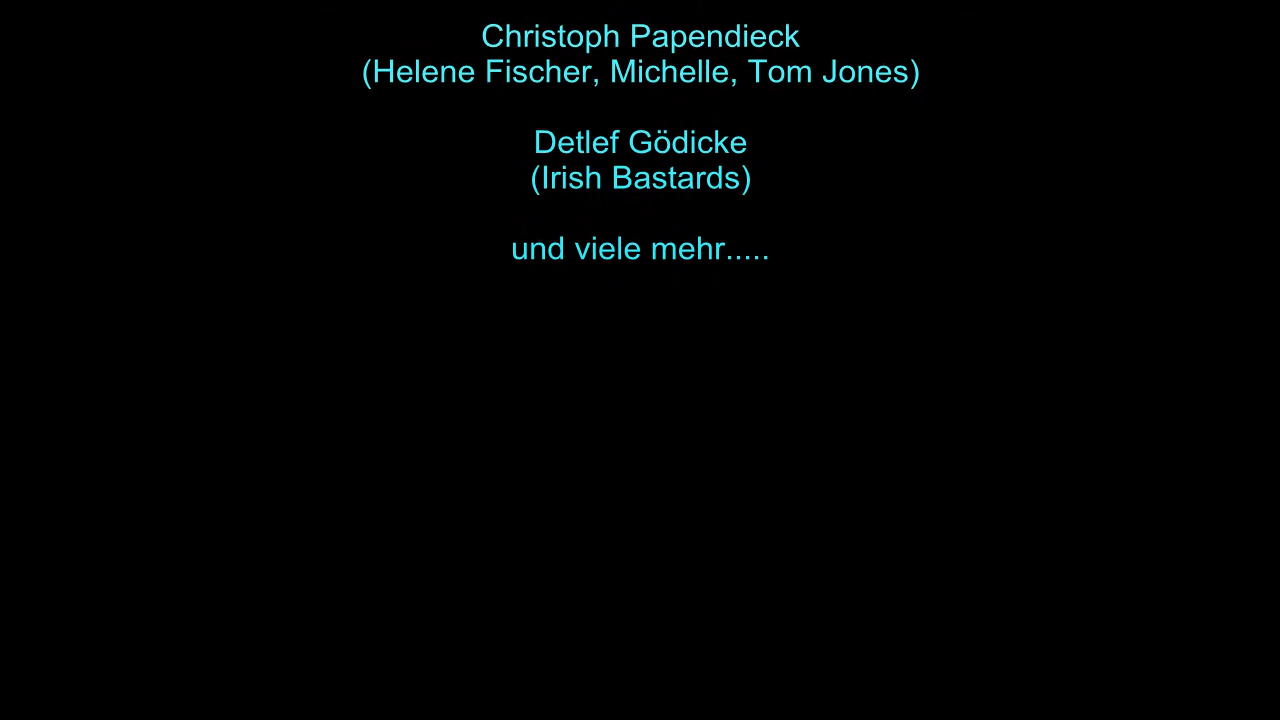 Christoph Papendieck
(Helene Fischer, Michelle, Tom Jones)
Detlef Gödicke
(Irish Bastards)
und viele mehr.....